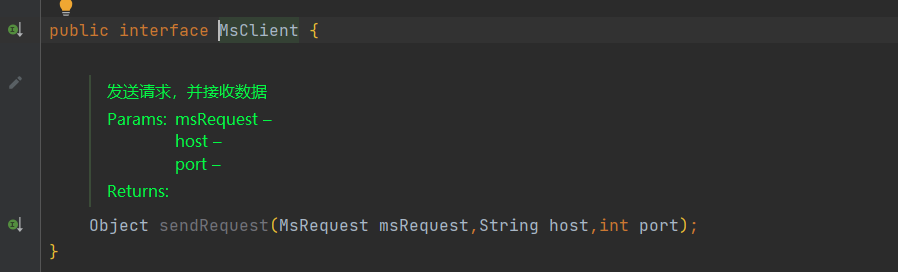 public interface MsClient {
发送请求，并接收数据
Params: msRequest –
host –
port –
Returns:
Object sendRequest(MsRequest msRequest,String host,int port);
}